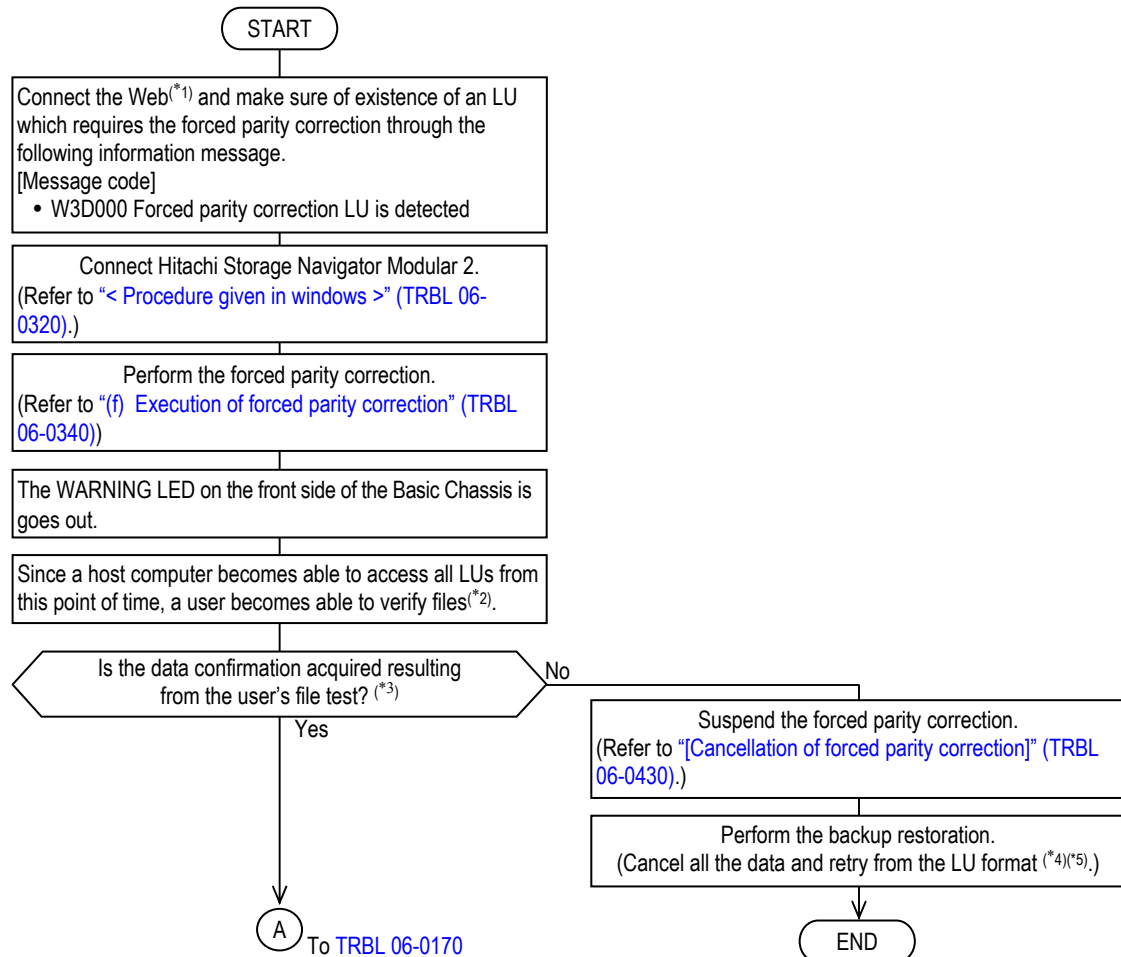 START
Connect the Web(*1) and make sure of existence of an LU
which requires the forced parity correction through the
following information message.
[Message code]
• W3D000 Forced parity correction LU is detected
Connect Hitachi Storage Navigator Modular 2.
(Refer to “< Procedure given in windows >” (TRBL 06-
0320).)
Perform the forced parity correction.
(Refer to “(f) Execution of forced parity correction” (TRBL
06-0340))
The WARNING LED on the front side of the Basic Chassis is
goes out.
Since a host computer becomes able to access all LUs from
this point of time, a user becomes able to verify files(*2).
Is the data confirmation acquired resulting
from the user’s file test? (*3)
No
Yes
Suspend the forced parity correction.
(Refer to “[Cancellation of forced parity correction]” (TRBL
06-0430).)
Perform the backup restoration.
(Cancel all the data and retry from the LU format (*4)(*5).)
A
To TRBL 06-0170
END